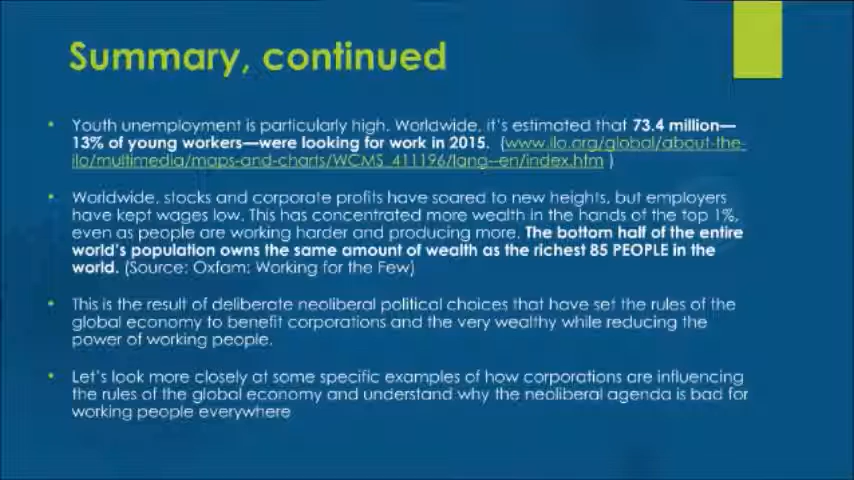 Summary, continued
• Youth unemployment is particularly high. Worldwide, it's estimated that 73.4 million—
13% of young workers—were looking for work in 2015. (www.ilo.org/global/about-the-
ilo/multimedia/maps-and-charts/WCMS_411196/lang--en/index.htm )
• Worldwide, stocks and corporate profits have soared to new heights, but employers
have kept wages low. This has concentrated more wealth in the hands of the top 1%,
even as people are working harder and producing more. The bottom half of the entire
world's population owns the same amount of wealth as the richest 85 PEOPLE in the
world. (Source: Oxfam: Working for the Few)
• This is the result of deliberate neoliberal political choices that have set the rules of the
global economy to benefit corporations and the very wealthy while reducing the
power of working people.
• Let's look more closely at some specific examples of how corporations are influencing
the rules of the global economy and understand why the neoliberal agenda is bad for
working people everywhere